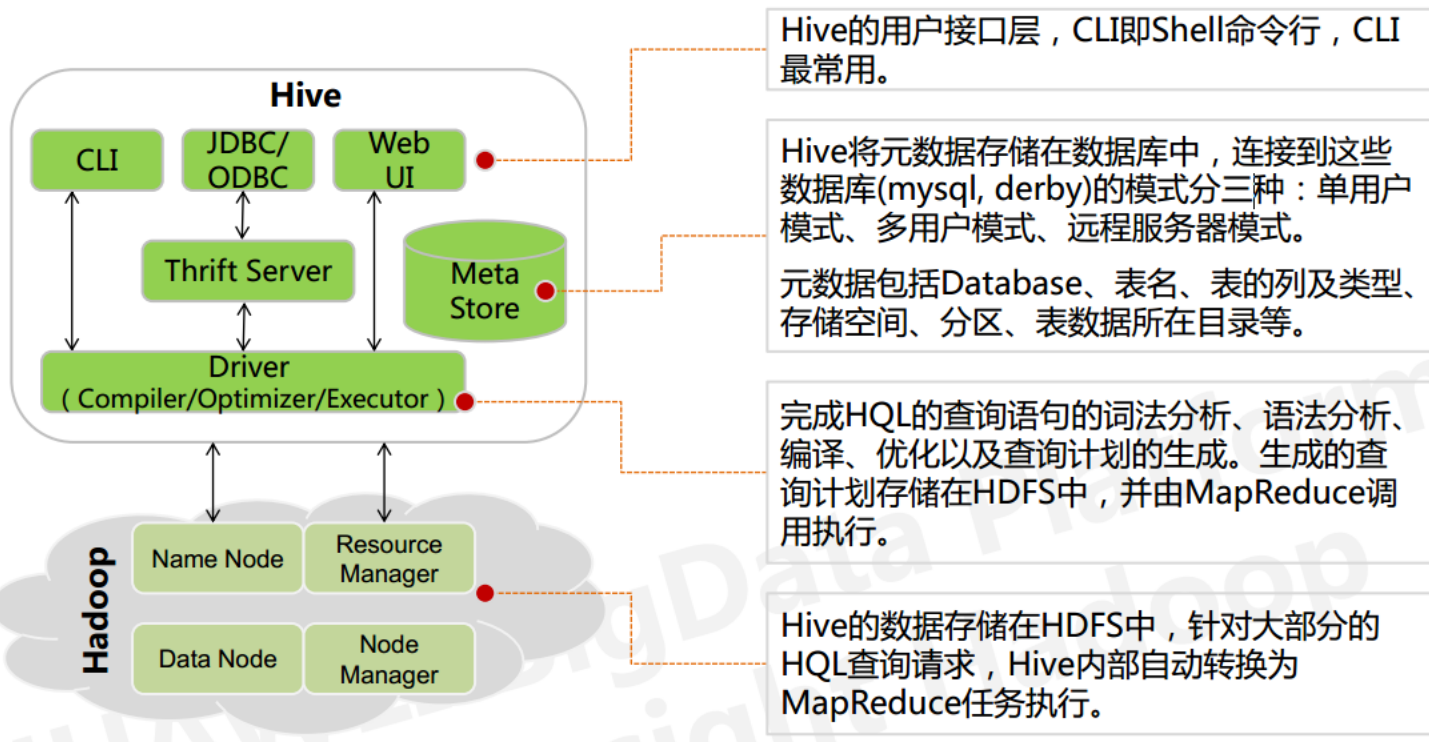 Hive
CLI
JDBC/
ODBC
Web
UI
Thrift Server
Meta
Store
Driver
（Compiler/Optimizer/Executor）
Hadoop
Name Node
Resource
Manager
Data Node
Node
Manager
Hive的用户接口层，CLI即Shell命令行，CLI
最常用。
Hive将元数据存储在数据库中，连接到这些
数据库(mysql, derby)的模式分三种：单用户
模式、多用户模式、远程服务器模式。
元数据包括Database、表名、表的列及类型、
存储空间、分区、表数据所在目录等。
完成HQL的查询语句的词法分析、语法分析、
编译、优化以及查询计划的生成。生成的查
询计划存储在HDFS中，并由MapReduce调
用执行。
Hive的数据存储在HDFS中，针对大部分的
HQL查询请求，Hive内部自动转换为
MapReduce任务执行。
BigData Platform
Hadoop